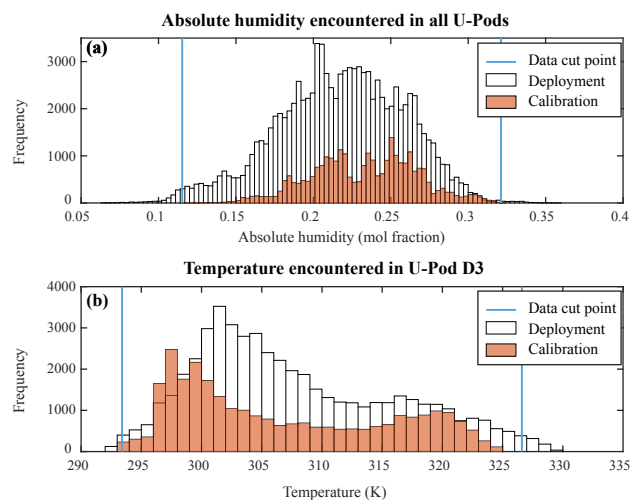 Absolute humidity encountered in all U-Pods
(a)
Data cut point
Deployment
Calibration
3000
2000
1000
0
Frequency
0.05 0.1 0.15 0.2 0.25 0.3 0.35 0.4
Absolute humidity (mol fraction)
Temperature encountered in U-Pod D3
(b)
Data cut point
Deployment
Calibration
4000
3000
2000
1000
0
Frequency
290 295 300 305 310 315 320 325 330 335
Temperature (K)